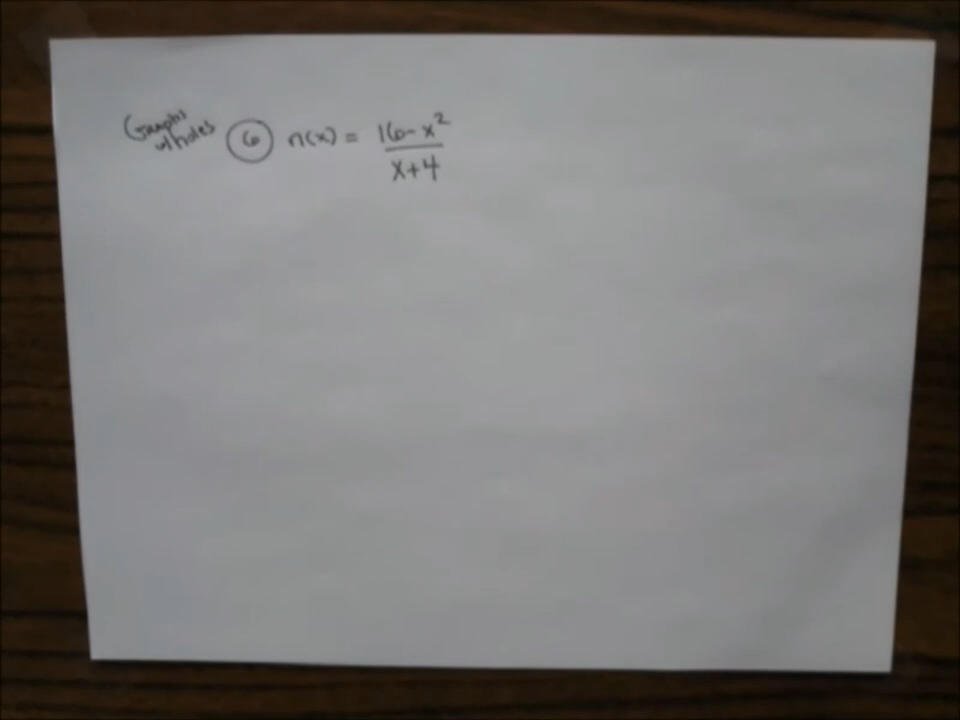 Graphs
w/holes
6 n(x) = 16-x²
x+4